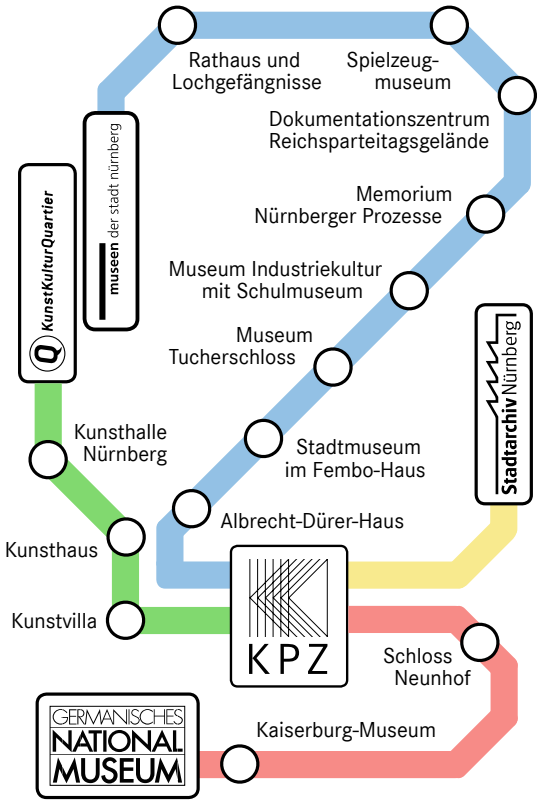 Rathaus und
Lochgefängnisse
Spielzeug-
museum
Dokumentationszentrum
Reichsparteitagsgelände
museen der stadt nürnberg
Q KunstKulturQuartier
Memorium
Nürnberger Prozesse
Museum Industriekultur
mit Schulmuseum
Museum
Tucherschloss
Stadtarchiv Nürnberg
Kunsthalle
Nürnberg
Stadtmuseum
im Fembo-Haus
Albrecht-Dürer-Haus
Kunsthaus
Kunstvilla
KPZ
Schloss
Neunhof
Kaiserburg-Museum
GERMANISCHES
NATIONAL
MUSEUM